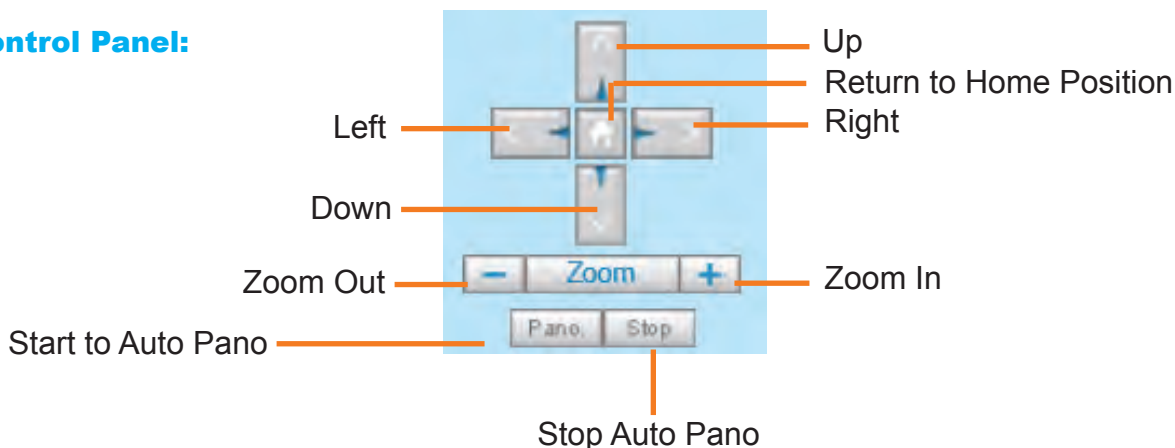 ontrol Panel:
Up
Return to Home Position
Left
Right
Down
Zoom Out
Zoom
Zoom In
Pano.
Stop
Start to Auto Pano
Stop Auto Pano